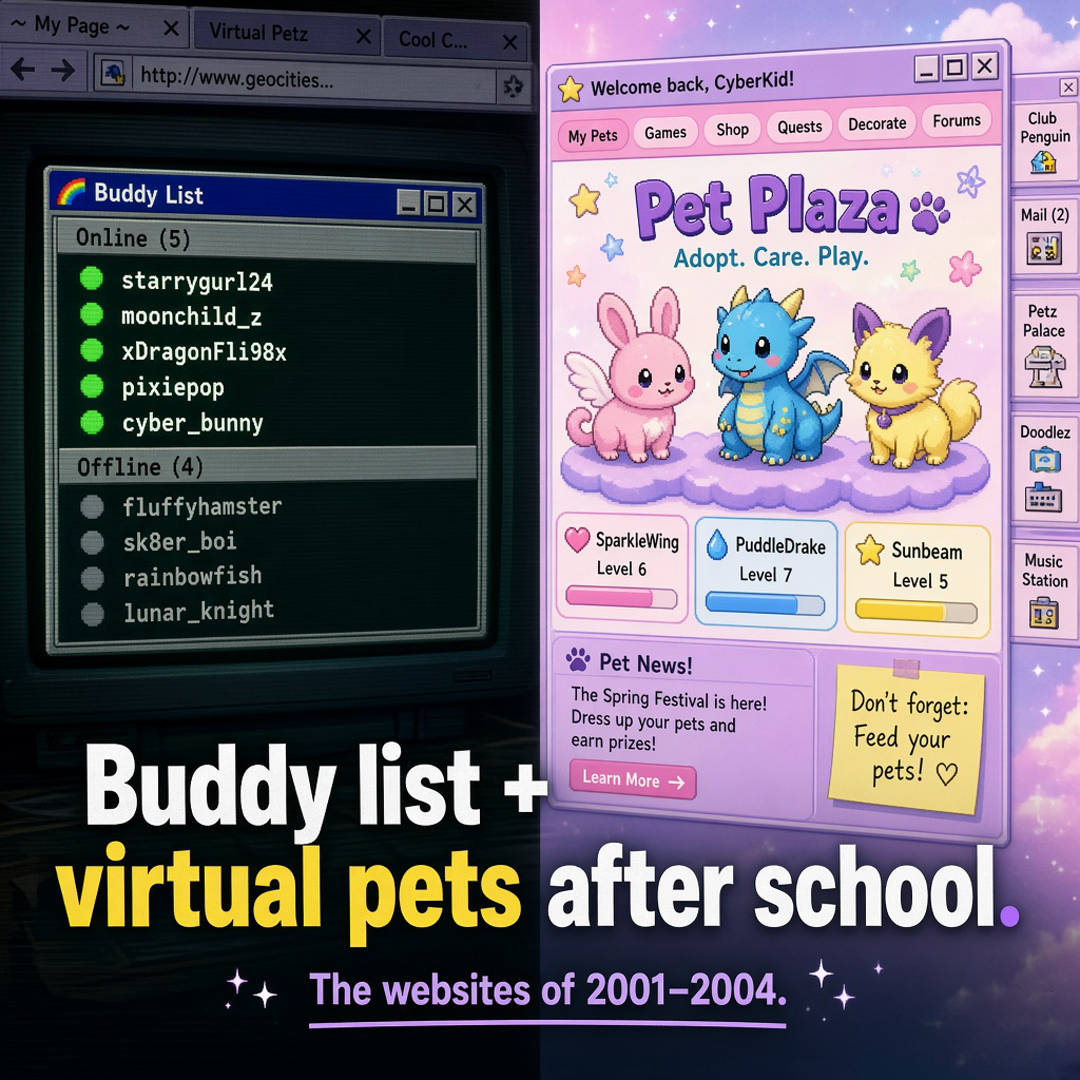 ~ My Page ~
Virtual Petz
Cool C...
http://www.geocities...
Buddy List
Online (5)
starrygurl24
moonchild_z
xDragonFli98x
pixiepop
cyber_bunny
Offline (4)
fluffyhamster
sk8er_boi
rainbowfish
lunar_knight
Welcome back, CyberKid!
My Pets
Games
Shop
Quests
Decorate
Forums
Pet Plaza
Adopt. Care. Play.
SparkleWing
Level 6
PuddleDrake
Level 7
Sunbeam
Level 5
Pet News!
The Spring Festival is here!
Dress up your pets and
earn prizes!
Learn More →
Don't forget:
Feed your
pets! ♡
Club
Penguin
Mail (2)
Petz
Palace
Doodlez
Music
Station
Buddy list +
virtual pets after school.
The websites of 2001–2004.